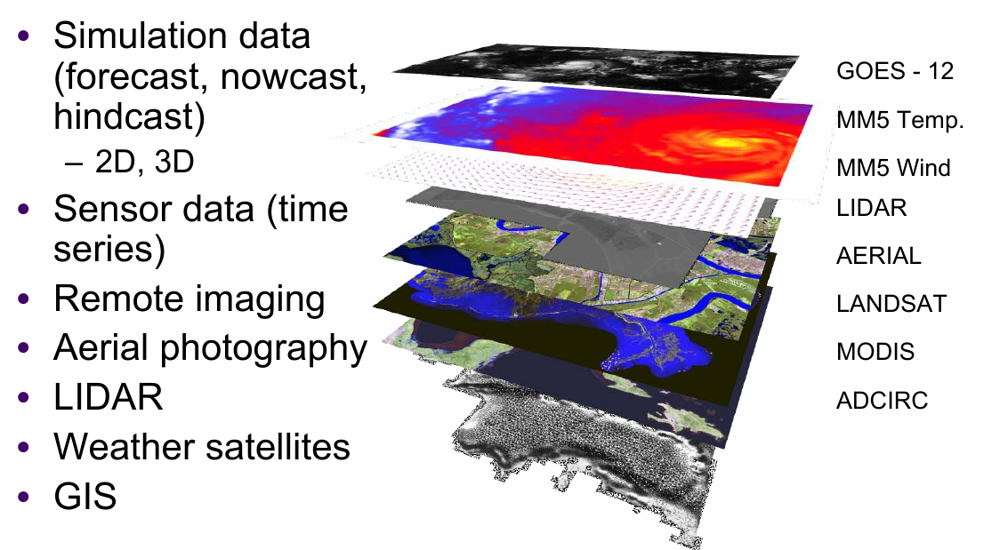 • Simulation data
(forecast, nowcast,
hindcast)
– 2D, 3D
• Sensor data (time
series)
• Remote imaging
• Aerial photography
• LIDAR
• Weather satellites
• GIS
GOES - 12
MM5 Temp.
MM5 Wind
LIDAR
AERIAL
LANDSAT
MODIS
ADCIRC